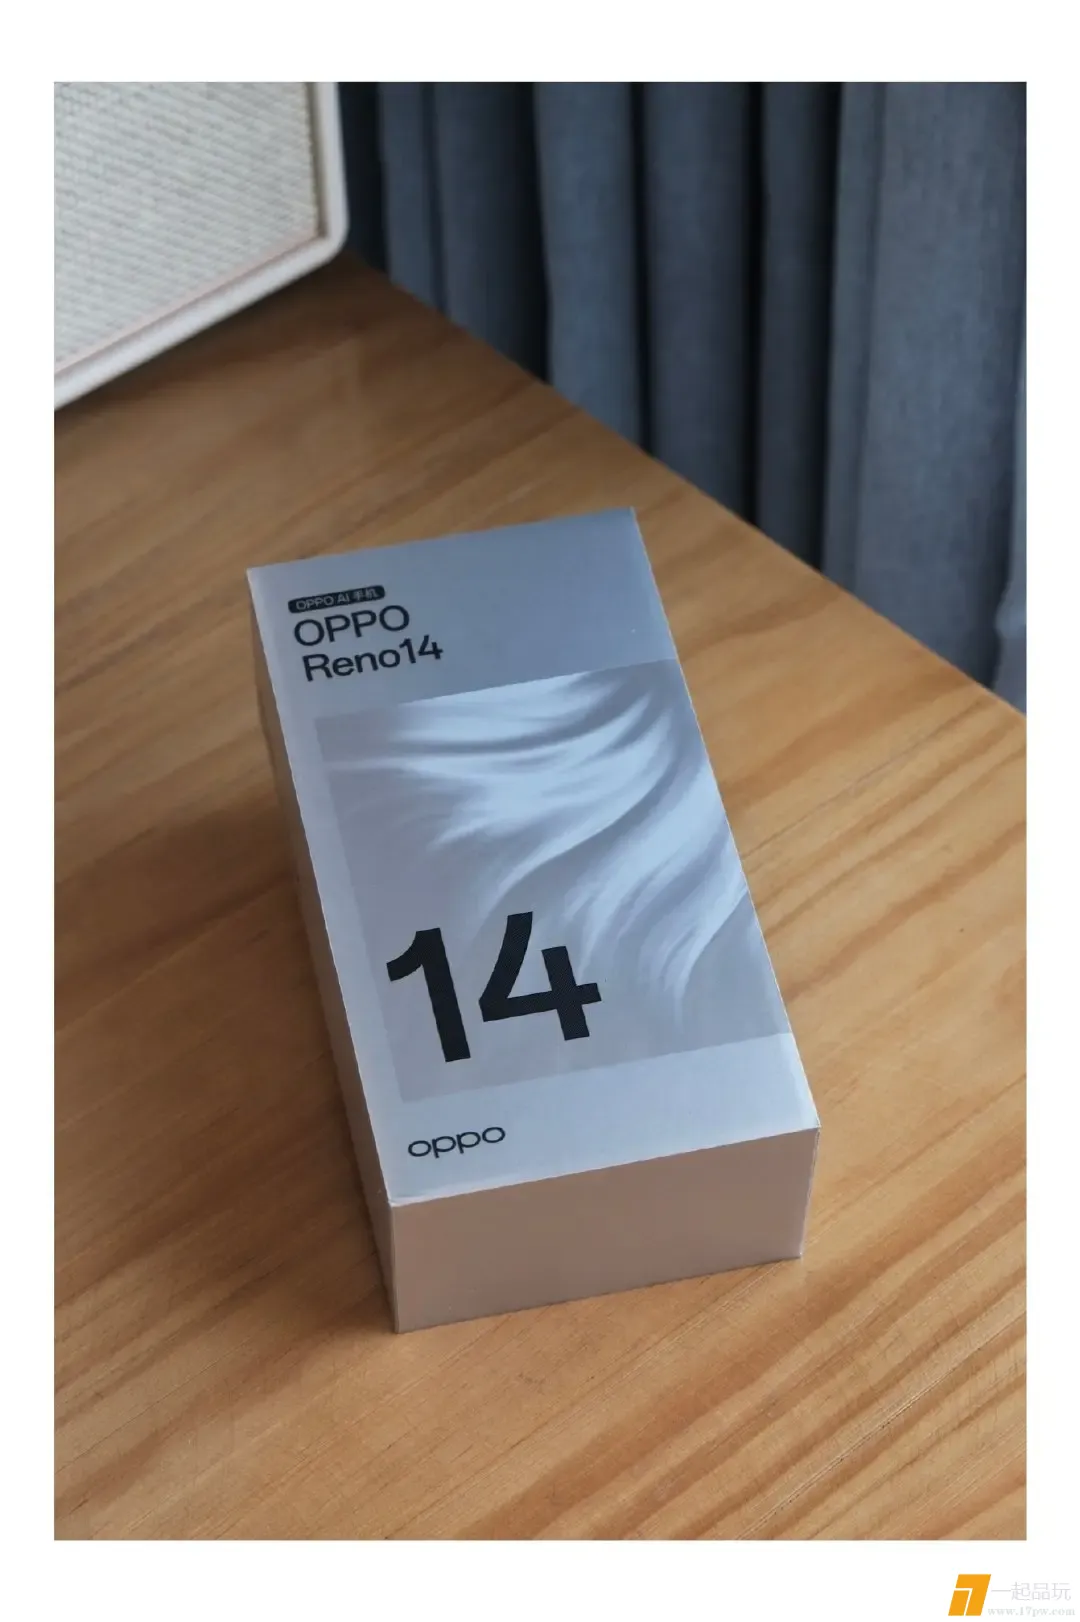 OPPO AI 手机
OPPO
Reno14
14
oppo
一起品玩
www.17pw.com